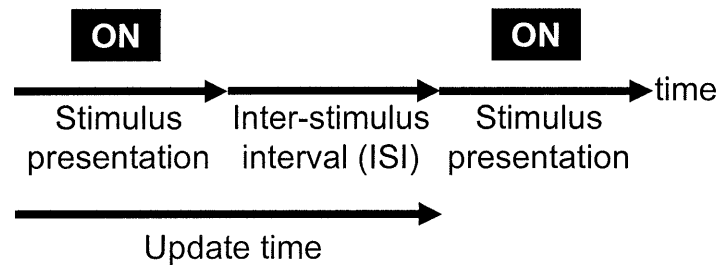 ON ON
time
Stimulus Inter-stimulus Stimulus
presentation interval (ISI) presentation
Update time